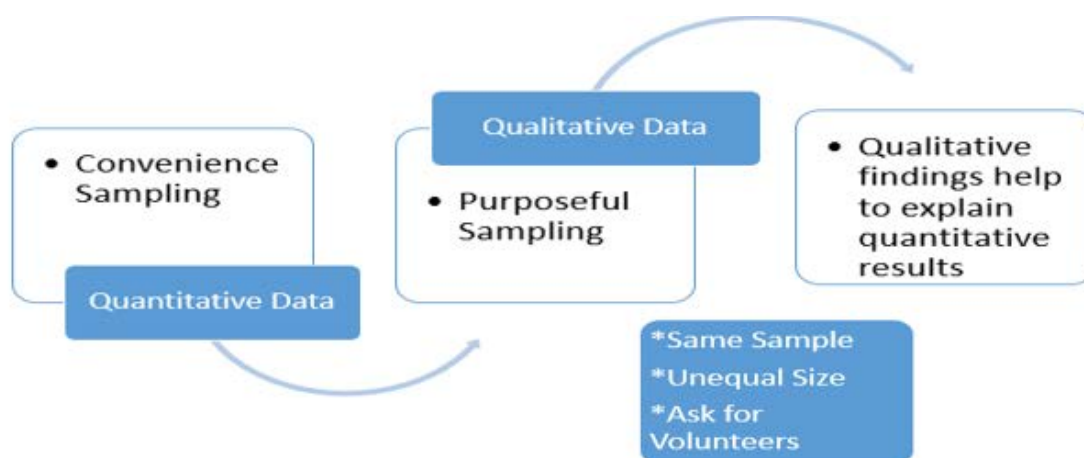 • Convenience
Sampling
Quantitative Data
Qualitative Data
• Purposeful
Sampling
• Qualitative
findings help
to explain
quantitative
results
*Same Sample
*Unequal Size
*Ask for
Volunteers